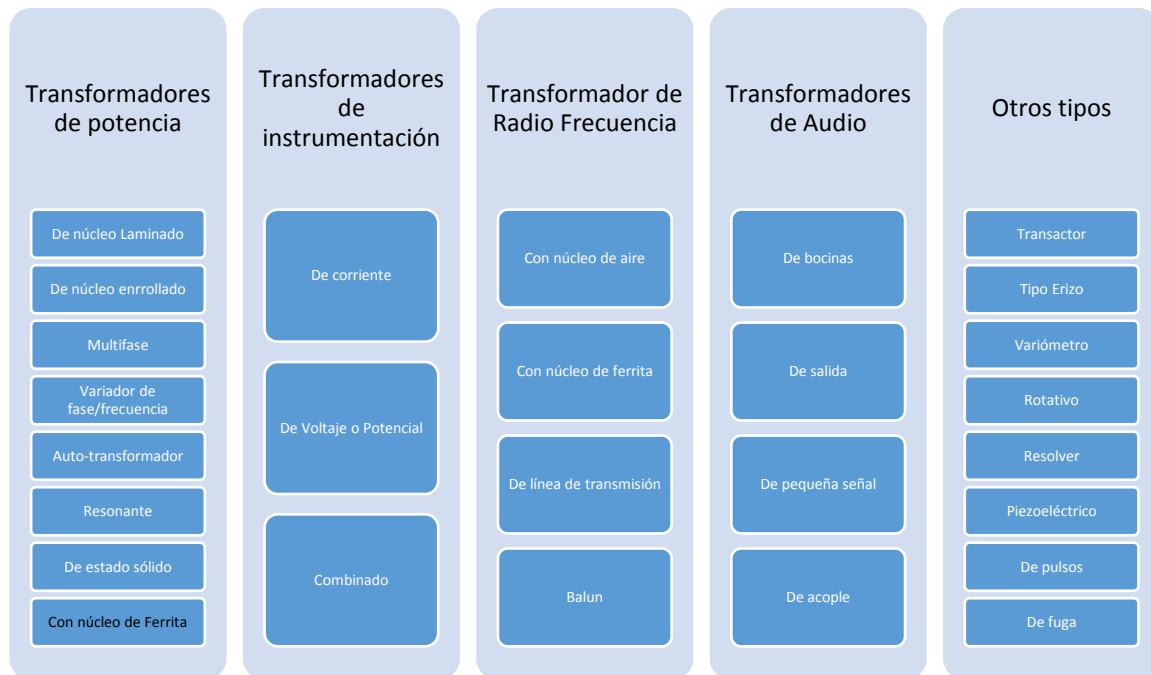 Transformadores
de potencia
De núcleo Laminado
De núcleo enrrollado
Multifase
Variador de
fase/frecuencia
Auto-transformador
Resonante
De estado sólido
Con núcleo de Ferrita
Transformadores
de
instrumentación
De corriente
De Voltaje o Potencial
Combinado
Transformador de
Radio Frecuencia
Con núcleo de aire
Con núcleo de ferrita
De línea de transmisión
Balun
Transformadores
de Audio
De bocinas
De salida
De pequeña señal
De acople
Otros tipos
Transactor
Tipo Erizo
Variómetro
Rotativo
Resolver
Piezoeléctrico
De pulsos
De fuga